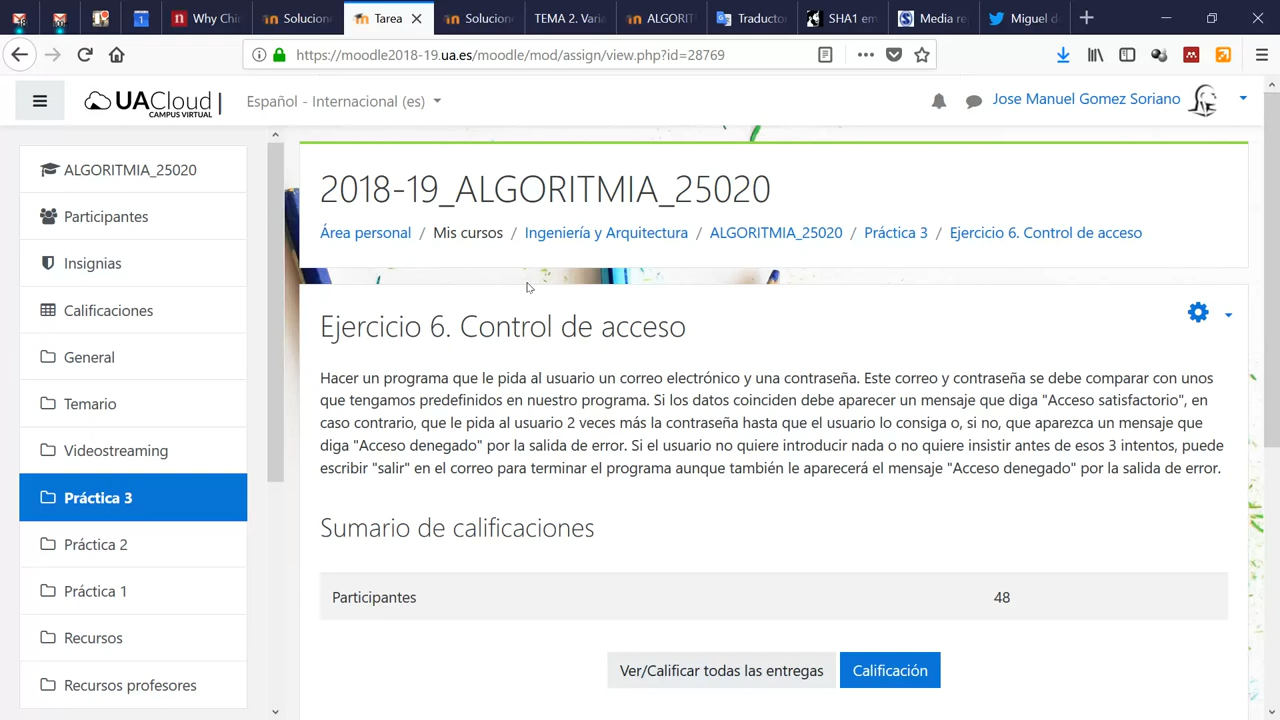 Why Chi
Solucion
Tarea
Solucion
TEMA 2. Varia
ALGORIT
Traductor
SHA1 em
Media re
Miguel d
https://moodle2018-19.ua.es/moodle/mod/assign/view.php?id=28769
UACloud
CAMPUS VIRTUAL
Español - Internacional (es)
Jose Manuel Gomez Soriano
ALGORITMIA_25020
Participantes
Insignias
Calificaciones
General
Temario
Videostreaming
Práctica 3
Práctica 2
Práctica 1
Recursos
Recursos profesores
2018-19_ALGORITMIA_25020
Área personal / Mis cursos / Ingeniería y Arquitectura / ALGORITMIA_25020 / Práctica 3 / Ejercicio 6. Control de acceso
Ejercicio 6. Control de acceso
Hacer un programa que le pida al usuario un correo electrónico y una contraseña. Este correo y contraseña se debe comparar con unos
que tengamos predefinidos en nuestro programa. Si los datos coinciden debe aparecer un mensaje que diga "Acceso satisfactorio", en
caso contrario, que le pida al usuario 2 veces más la contraseña hasta que el usuario lo consiga o, si no, que aparezca un mensaje que
diga "Acceso denegado" por la salida de error. Si el usuario no quiere introducir nada o no quiere insistir antes de esos 3 intentos, puede
escribir "salir" en el correo para terminar el programa aunque también le aparecerá el mensaje "Acceso denegado" por la salida de error.
Sumario de calificaciones
Participantes 48
Ver/Calificar todas las entregas
Calificación